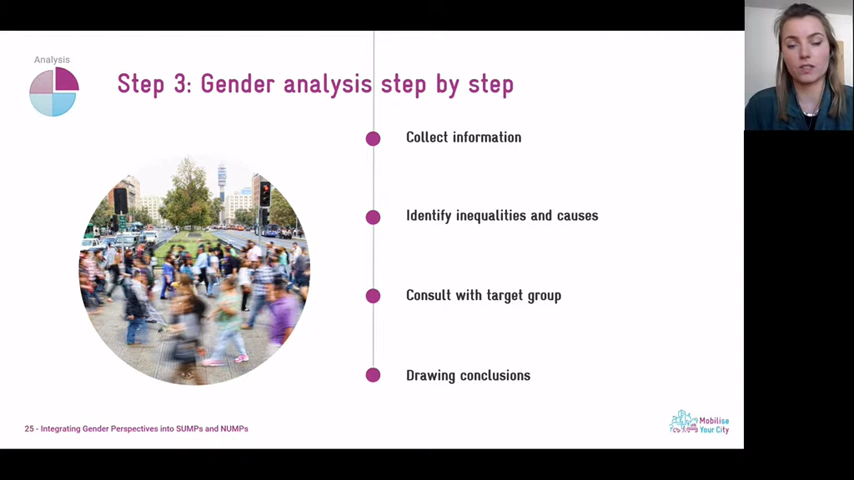 Analysis
Step 3: Gender analysis step by step
Collect information
Identify inequalities and causes
Consult with target group
Drawing conclusions
25 - Integrating Gender Perspectives into SUMPs and NUMPs
Mobilise
Your City